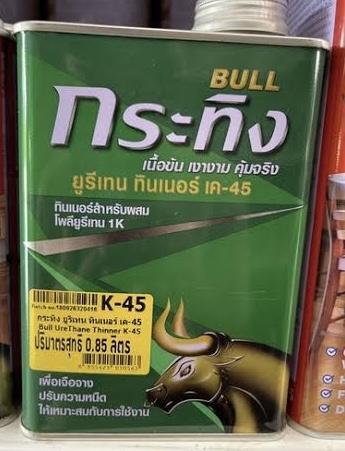 BULL
กระทิง
เนื้อข้น เงางาม คุ้มจริง
ยูรีเทน ทินเนอร์ เค-45
ทินเนอร์สำหรับผสม
โพลียูรีเทน 1K
K-45
กระทิง ยูริเทน ทินเนอร์ เค-45
Bull UreThane Thinner K-45
ปริมาตรสุทธิ 0.85 ลิตร
เพื่อเจือจาง
ปรับความหนืด
ให้เหมาะสมกับการใช้งาน